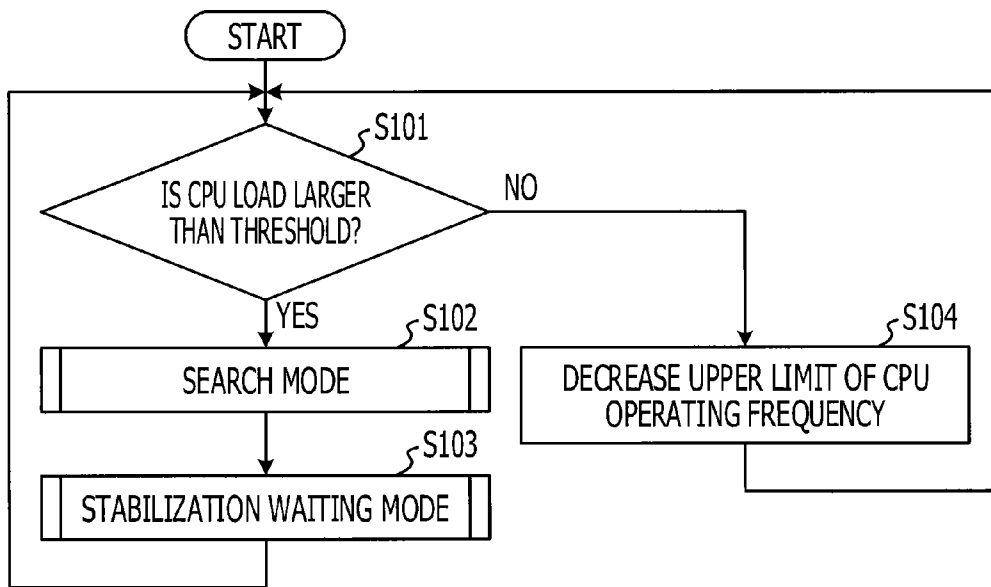 START
S101
IS CPU LOAD LARGER
THAN THRESHOLD?
NO
YES
S102
SEARCH MODE
S104
DECREASE UPPER LIMIT OF CPU
OPERATING FREQUENCY
S103
STABILIZATION WAITING MODE